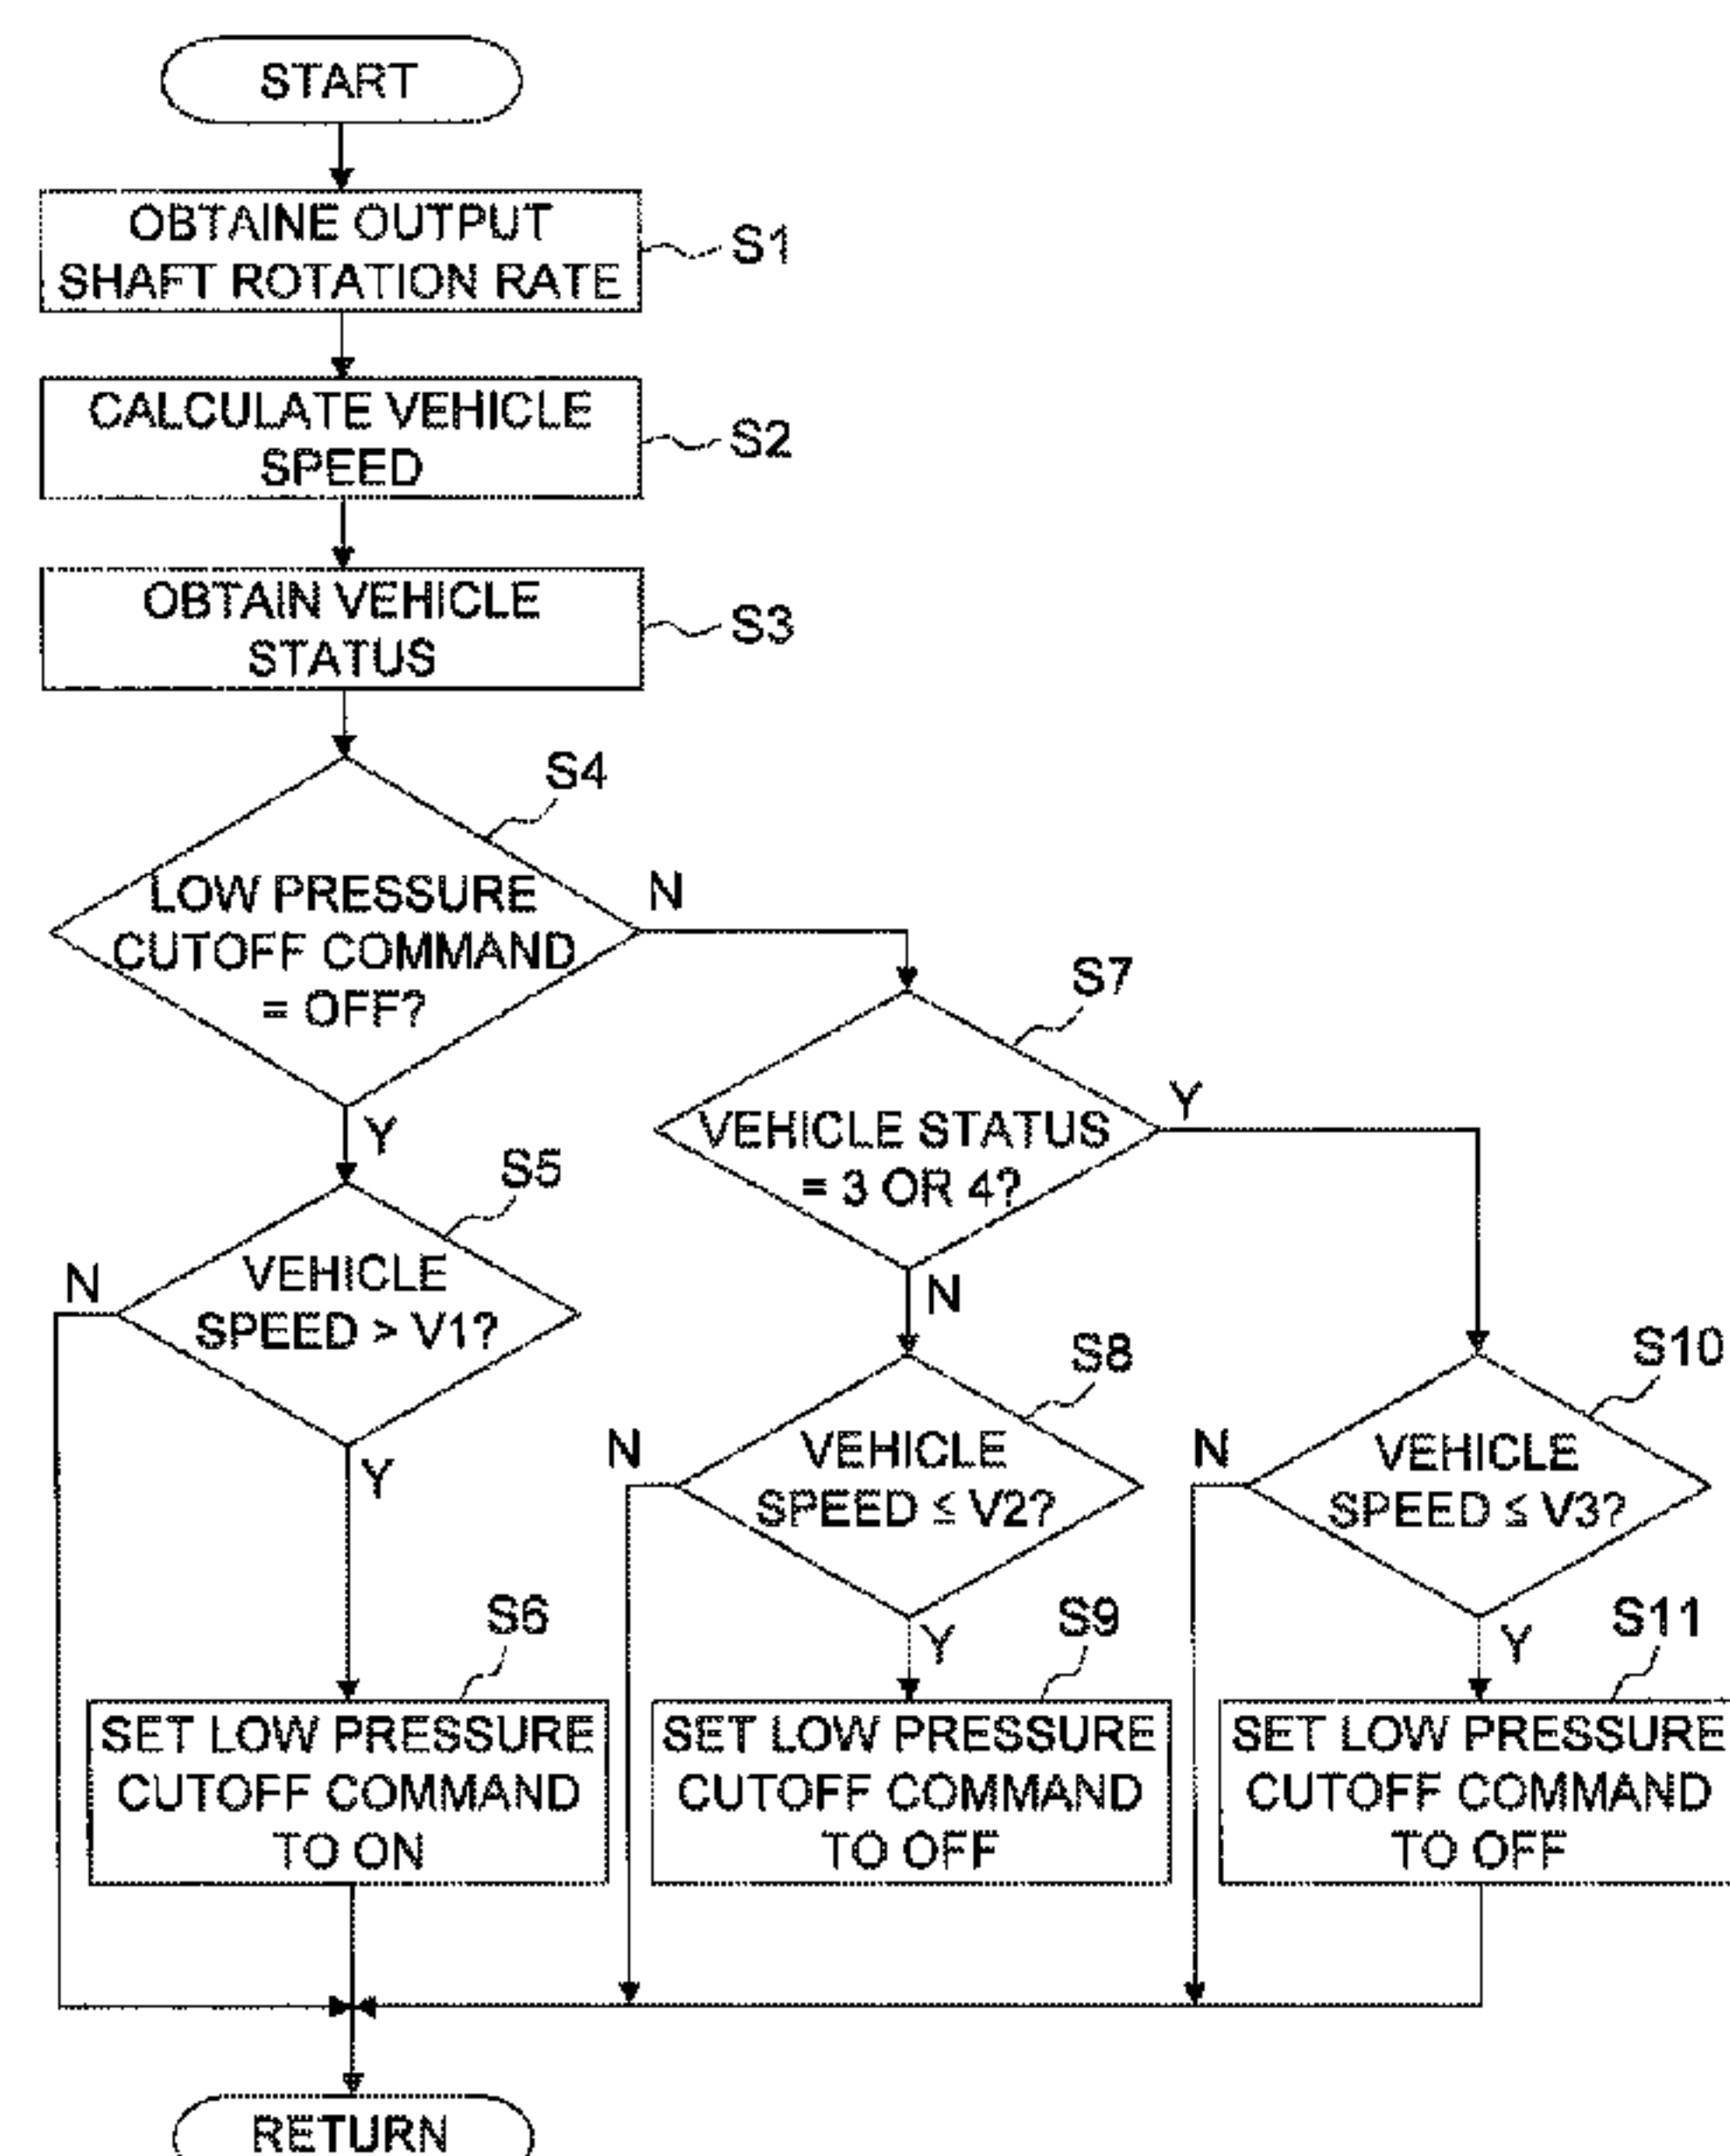 START
OBTAINE OUTPUT
SHAFT ROTATION RATE
S1
CALCULATE VEHICLE
SPEED
S2
OBTAIN VEHICLE
STATUS
S3
S4
LOW PRESSURE
CUTOFF COMMAND
= OFF?
N
Y
S7
VEHICLE STATUS
= 3 OR 4?
Y
N
S5
VEHICLE
SPEED > V1?
N
Y
S8
VEHICLE
SPEED ≤ V2?
N
Y
S10
VEHICLE
SPEED ≤ V3?
N
Y
S6
SET LOW PRESSURE
CUTOFF COMMAND
TO ON
S9
SET LOW PRESSURE
CUTOFF COMMAND
TO OFF
S11
SET LOW PRESSURE
CUTOFF COMMAND
TO OFF
RETURN